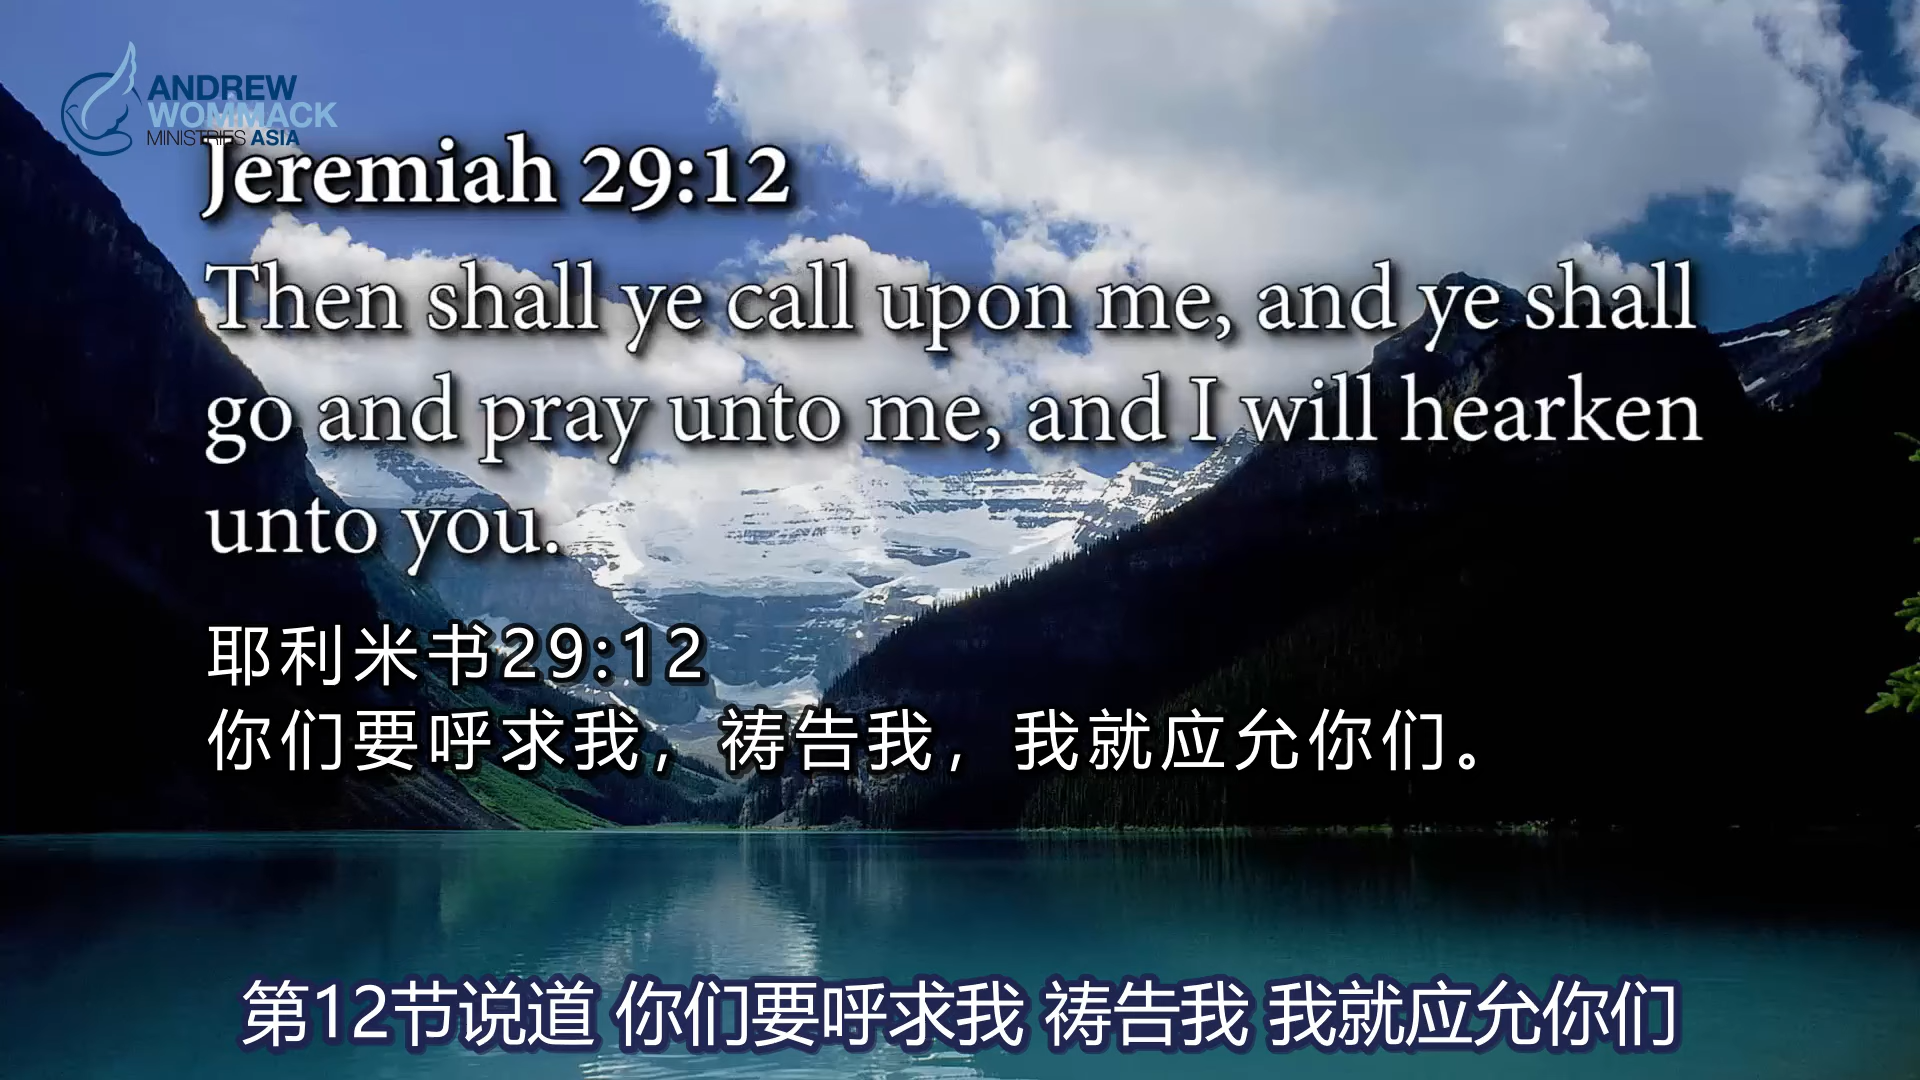 ANDREW
WOMMACK
MINISTRIES ASIA
Jeremiah 29:12
Then shall ye call upon me, and ye shall
go and pray unto me, and I will hearken
unto you.
耶利米书29:12
你们要呼求我，祷告我，我就应允你们。
第12节说道 你们要呼求我 祷告我 我就应允你们